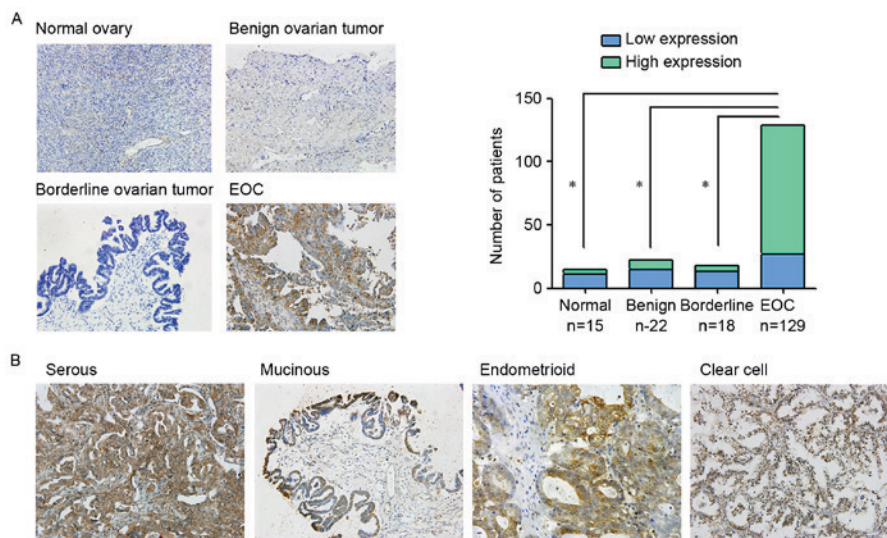 A
Normal ovary
Benign ovarian tumor
Borderline ovarian tumor
EOC
Low expression
High expression
Number of patients
150
100
50
0
*
*
*
Normal
Benign
Borderline
EOC
n=15
n-22
n=18
n=129
B
Serous
Mucinous
Endometrioid
Clear cell